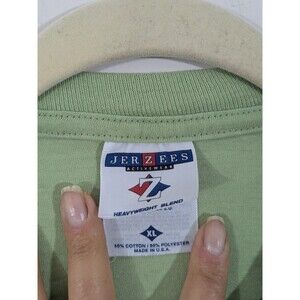 JERZEES
ACTIVEWEAR
Z
HEAVYWEIGHT BLEND
XL
50% COTTON / 50% POLYESTER
MADE IN U.S.A.